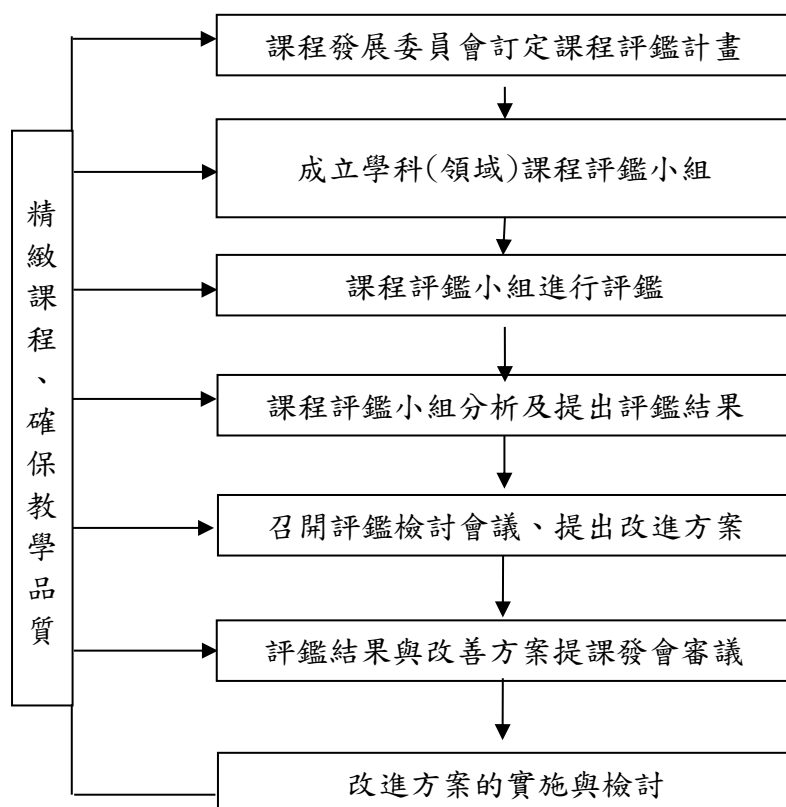 課程發展委員會訂定課程評鑑計畫
成立學科(領域)課程評鑑小組
課程評鑑小組進行評鑑
課程評鑑小組分析及提出評鑑結果
召開評鑑檢討會議、提出改進方案
評鑑結果與改善方案提課發會審議
改進方案的實施與檢討
精緻課程、確保教學品質